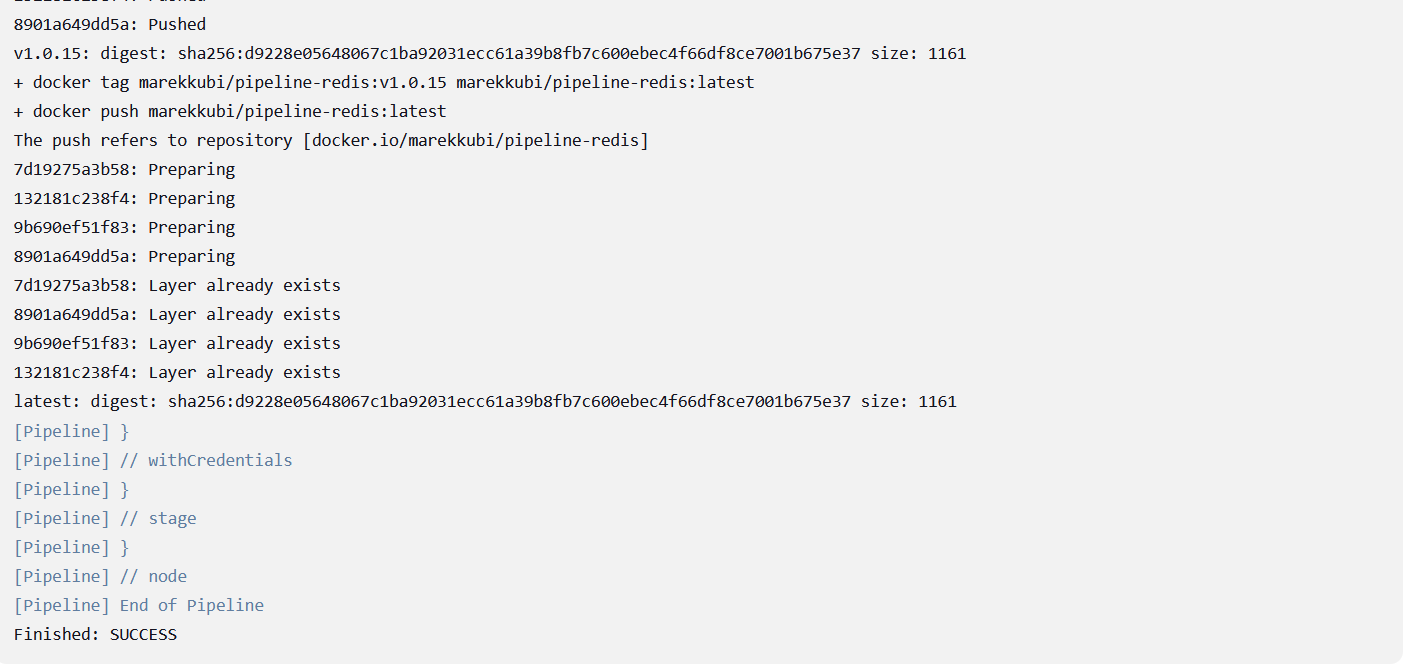 8901a649dd5a: Pushed
v1.0.15: digest: sha256:d9228e05648067c1ba92031ecc61a39b8fb7c600ebec4f66df8ce7001b675e37 size: 1161
+ docker tag marekkubi/pipeline-redis:v1.0.15 marekkubi/pipeline-redis:latest
+ docker push marekkubi/pipeline-redis:latest
The push refers to repository [docker.io/marekkubi/pipeline-redis]
7d19275a3b58: Preparing
132181c238f4: Preparing
9b690ef51f83: Preparing
8901a649dd5a: Preparing
7d19275a3b58: Layer already exists
8901a649dd5a: Layer already exists
9b690ef51f83: Layer already exists
132181c238f4: Layer already exists
latest: digest: sha256:d9228e05648067c1ba92031ecc61a39b8fb7c600ebec4f66df8ce7001b675e37 size: 1161
[Pipeline] }
[Pipeline] // withCredentials
[Pipeline] }
[Pipeline] // stage
[Pipeline] }
[Pipeline] // node
[Pipeline] End of Pipeline
Finished: SUCCESS